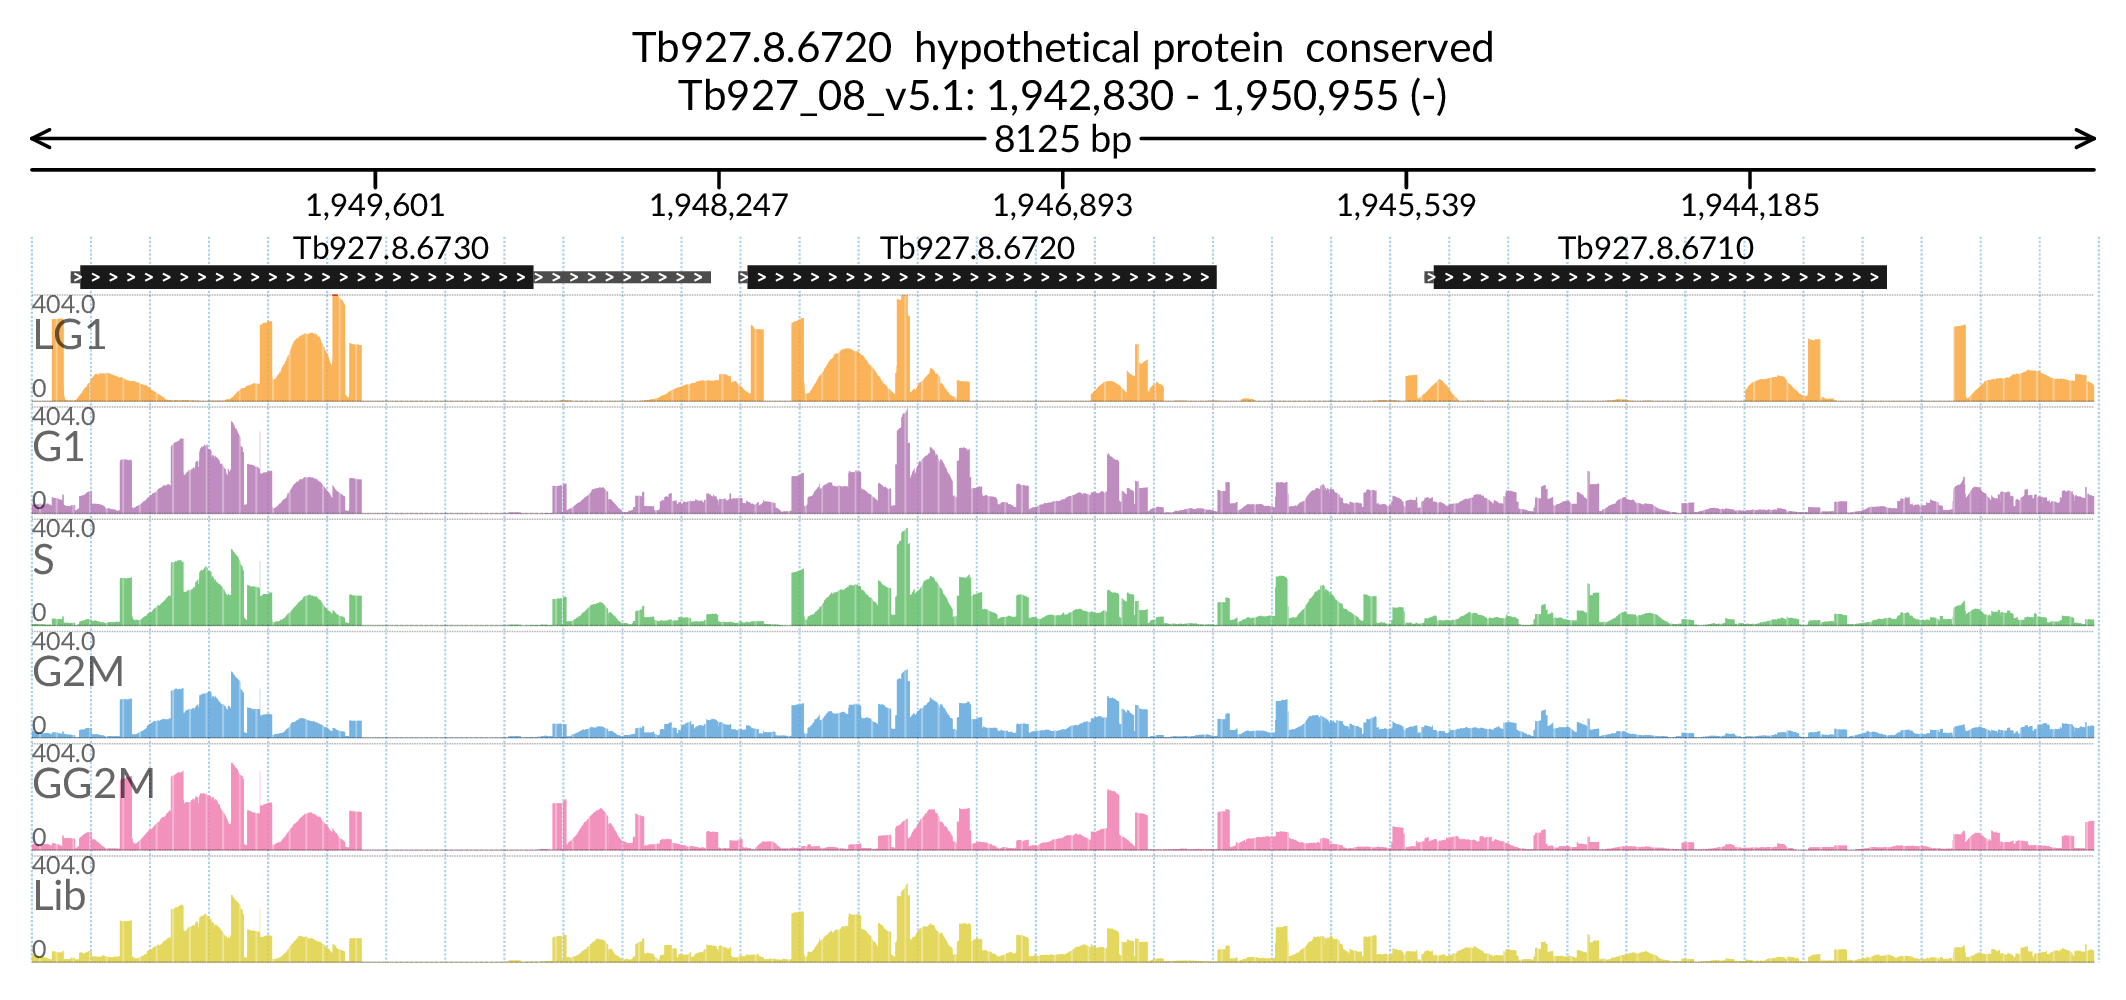 Tb927.8.6720 hypothetical protein conserved
Tb927_08_v5.1: 1,942,830 - 1,950,955 (-)
8125 bp
1,949,601 1,948,247 1,946,893 1,945,539 1,944,185
Tb927.8.6730 Tb927.8.6720 Tb927.8.6710
404.0
LG1
0
404.0
G1
0
404.0
S
0
404.0
G2M
0
404.0
GG2M
0
404.0
Lib
0